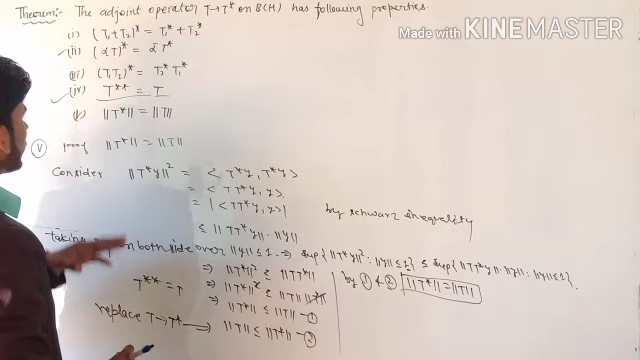 Theorem:- The adjoint operator T→T* on B(H) has following properties.
Made with KINEMASTER
(i) (T₁+T₂)* = T₁* + T₂*
(ii) (αT)* = ᾱ T*
(iii) (T₁T₂)* = T₂* T₁*
(iv) T** = T
(v) ||T*|| = ||T||
(v) proof ||T*|| = ||T||
Consider ||T*y||² = <T*y, T*y>
= <TT*y, y>
= |<TT*y, y>|
≤ ||TT*y||·||y|| by schwarz inequality
taking on both side over ||y||≤1 ⇒ Sup{||T*y||² : ||y||≤1} ≤ Sup{||TT*y||·||y|| : ||y||≤1}.
⇒ ||T*||² ≤ ||TT*||
T** = T ⇒ ||T*||² ≤ ||T|| ||T*||
⇒ ||T*|| ≤ ||T|| —①
replace T→T* ⇒ ||T|| ≤ ||T*|| —②
by ① & ② ||T*|| = ||T||